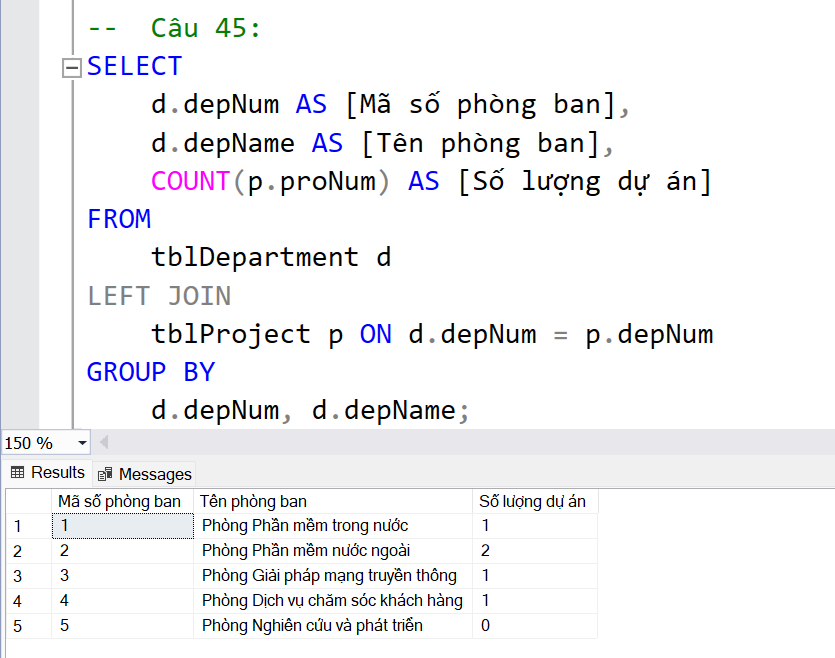 -- Câu 45:
SELECT
d.depNum AS [Mã số phòng ban],
d.depName AS [Tên phòng ban],
COUNT(p.proNum) AS [Số lượng dự án]
FROM
tblDepartment d
LEFT JOIN
tblProject p ON d.depNum = p.depNum
GROUP BY
d.depNum, d.depName;
150 %
Results Messages
Mã số phòng ban Tên phòng ban Số lượng dự án
1 1 Phòng Phần mềm trong nước 1
2 2 Phòng Phần mềm nước ngoài 2
3 3 Phòng Giải pháp mạng truyền thông 1
4 4 Phòng Dịch vụ chăm sóc khách hàng 1
5 5 Phòng Nghiên cứu và phát triển 0